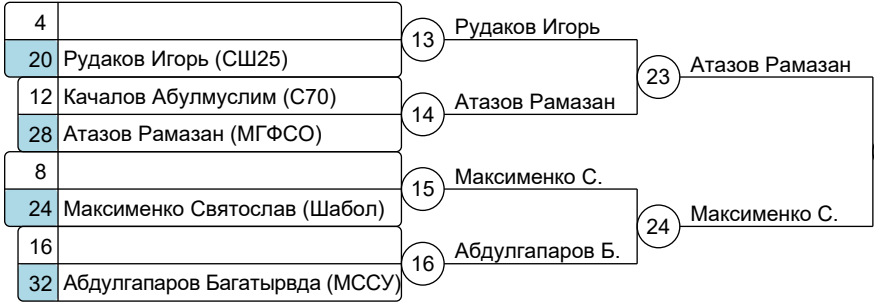 4
20 Рудаков Игорь (СШ25)
12 Качалов Абулмуслим (С70)
28 Атазов Рамазан (МГФСО)
8
24 Максименко Святослав (Шабол)
16
32 Абдулгапаров Багатырвда (МССУ)
13 Рудаков Игорь
14 Атазов Рамазан
15 Максименко С.
16 Абдулгапаров Б.
23 Атазов Рамазан
24 Максименко С.